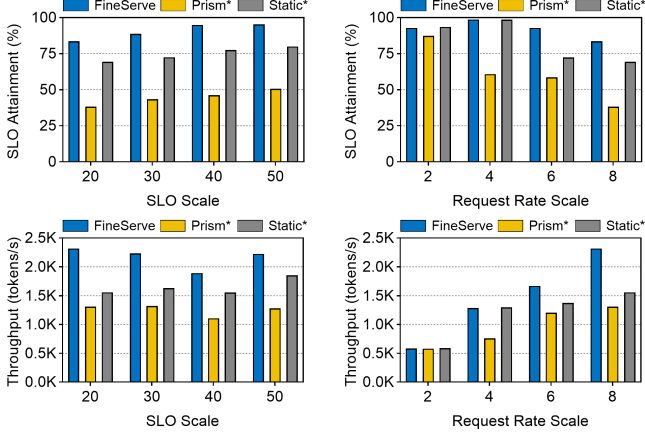 FineServe Prism* Static*
SLO Attainment (%)
100
75
50
25
0
20 30 40 50
SLO Scale
FineServe Prism* Static*
SLO Attainment (%)
100
75
50
25
0
2 4 6 8
Request Rate Scale
FineServe Prism* Static*
Throughput (tokens/s)
2.5K
2.0K
1.5K
1.0K
0.5K
0.0K
20 30 40 50
SLO Scale
FineServe Prism* Static*
Throughput (tokens/s)
2.5K
2.0K
1.5K
1.0K
0.5K
0.0K
2 4 6 8
Request Rate Scale